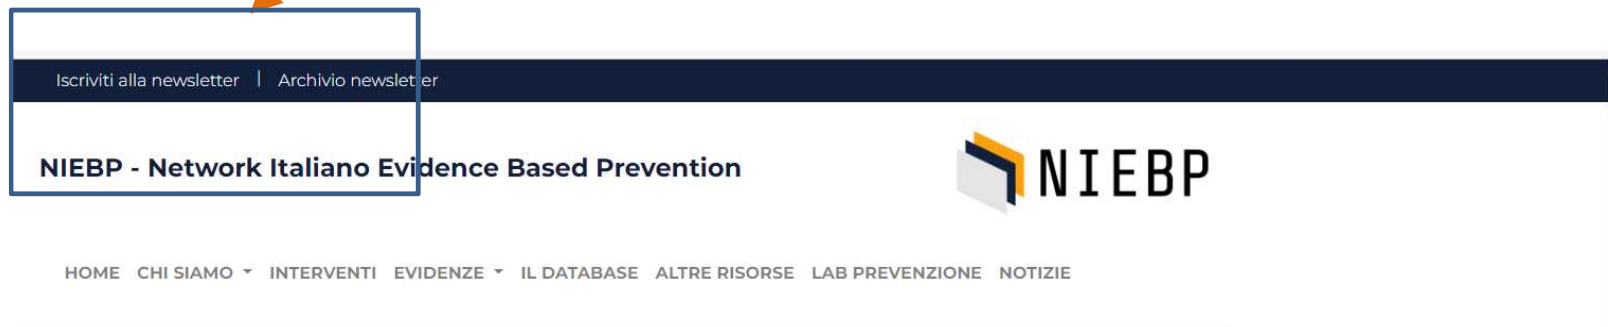 Iscriviti alla newsletter | Archivio newsletter
NIEBP - Network Italiano Evidence Based Prevention
NIEBP
HOME CHI SIAMO INTERVENTI EVIDENZE IL DATABASE ALTRE RISORSE LAB PREVENZIONE NOTIZIE